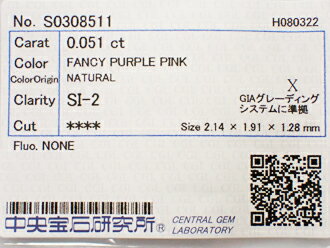 No. S0308511 H080322
Carat 0.051 ct
Color FANCY PURPLE PINK
ColorOrigin NATURAL
Clarity SI-2
X
GIAグレーディング
システムに準拠
Cut ****
Size 2.14 × 1.91 × 1.28 mm
Fluo. NONE
中央宝石研究所® CENTRAL GEM
LABORATORY